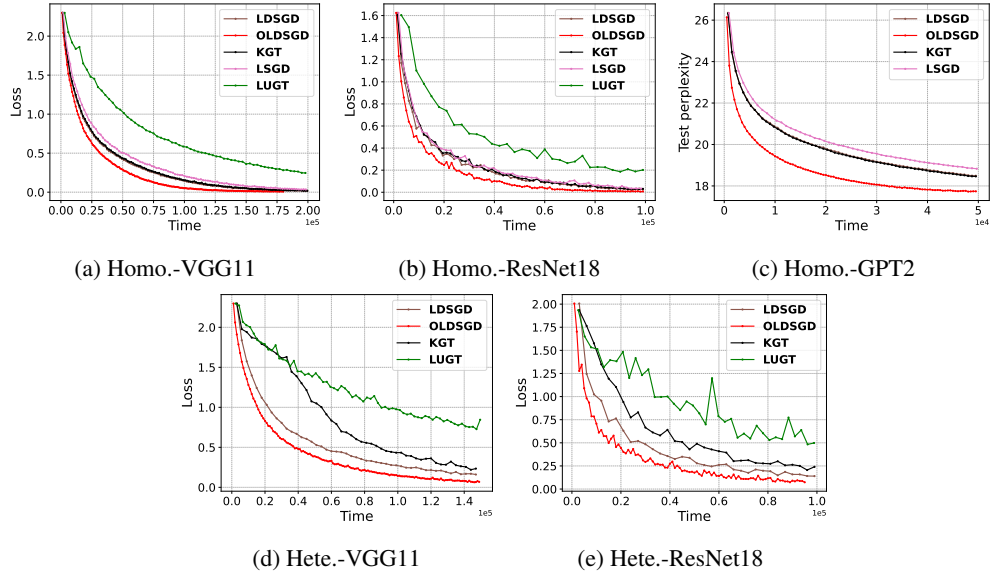 LDSGD
OLDSGD
KGT
LSGD
LUGT
Loss
2.0
1.5
1.0
0.5
0.0
0.00
0.25
0.50
0.75
1.00
1.25
1.50
1.75
2.00
1e5
Time
(a) Homo.-VGG11
LDSGD
OLDSGD
KGT
LSGD
LUGT
Loss
1.6
1.4
1.2
1.0
0.8
0.6
0.4
0.2
0.0
0.0
0.2
0.4
0.6
0.8
1.0
1e5
Time
(b) Homo.-ResNet18
LDSGD
OLDSGD
KGT
LSGD
Test perplexity
26
24
22
20
18
0
1
2
3
4
5
1e4
Time
(c) Homo.-GPT2
LDSGD
OLDSGD
KGT
LUGT
Loss
2.0
1.5
1.0
0.5
0.0
0.0
0.2
0.4
0.6
0.8
1.0
1.2
1.4
1e5
Time
(d) Hete.-VGG11
LDSGD
OLDSGD
KGT
LUGT
Loss
2.00
1.75
1.50
1.25
1.00
0.75
0.50
0.25
0.00
0.0
0.2
0.4
0.6
0.8
1.0
1e5
Time
(e) Hete.-ResNet18